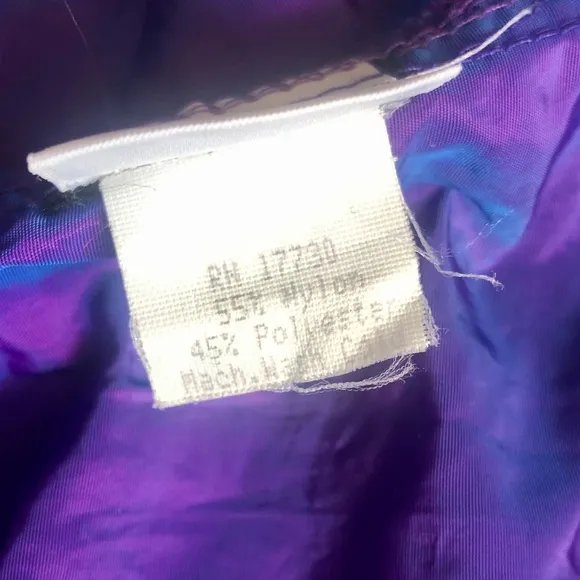 RN 17730
55% Nylon
45% Polyester
Mach. Wash